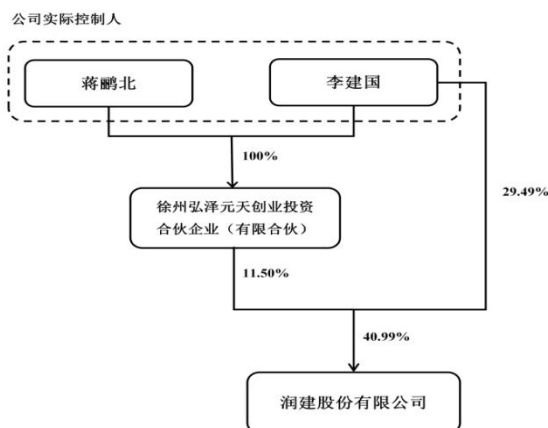 公司实际控制人
蒋鹂北
李建国
100%
29.49%
徐州弘泽元天创业投资
合伙企业（有限合伙）
11.50%
40.99%
润建股份有限公司